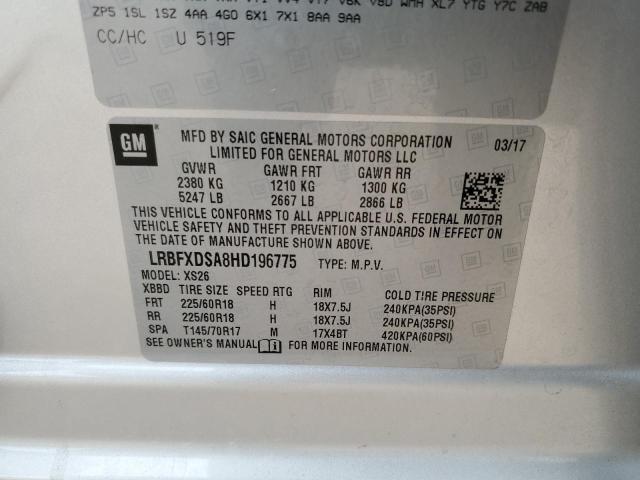 ZP5 1SL 1SZ 4AA 4G0 6X1 7X1 8AA 9AA
CC/HC U 519F
GM
MFD BY SAIC GENERAL MOTORS CORPORATION
LIMITED FOR GENERAL MOTORS LLC
03/17
GVWR GAWR FRT GAWR RR
2380 KG 1210 KG 1300 KG
5247 LB 2667 LB 2866 LB
THIS VEHICLE CONFORMS TO ALL APPLICABLE U.S. FEDERAL MOTOR
VEHICLE SAFETY AND THEFT PREVENTION STANDARDS IN EFFECT ON
THE DATE OF MANUFACTURE SHOWN ABOVE.
LRBFXDSA8HD196775 TYPE: M.P.V.
MODEL: XS26
XBBD TIRE SIZE SPEED RTG RIM COLD TIRE PRESSURE
FRT 225/60R18 H 18X7.5J 240KPA(35PSI)
RR 225/60R18 H 18X7.5J 240KPA(35PSI)
SPA T145/70R17 M 17X4BT 420KPA(60PSI)
SEE OWNER'S MANUAL FOR MORE INFORMATION.